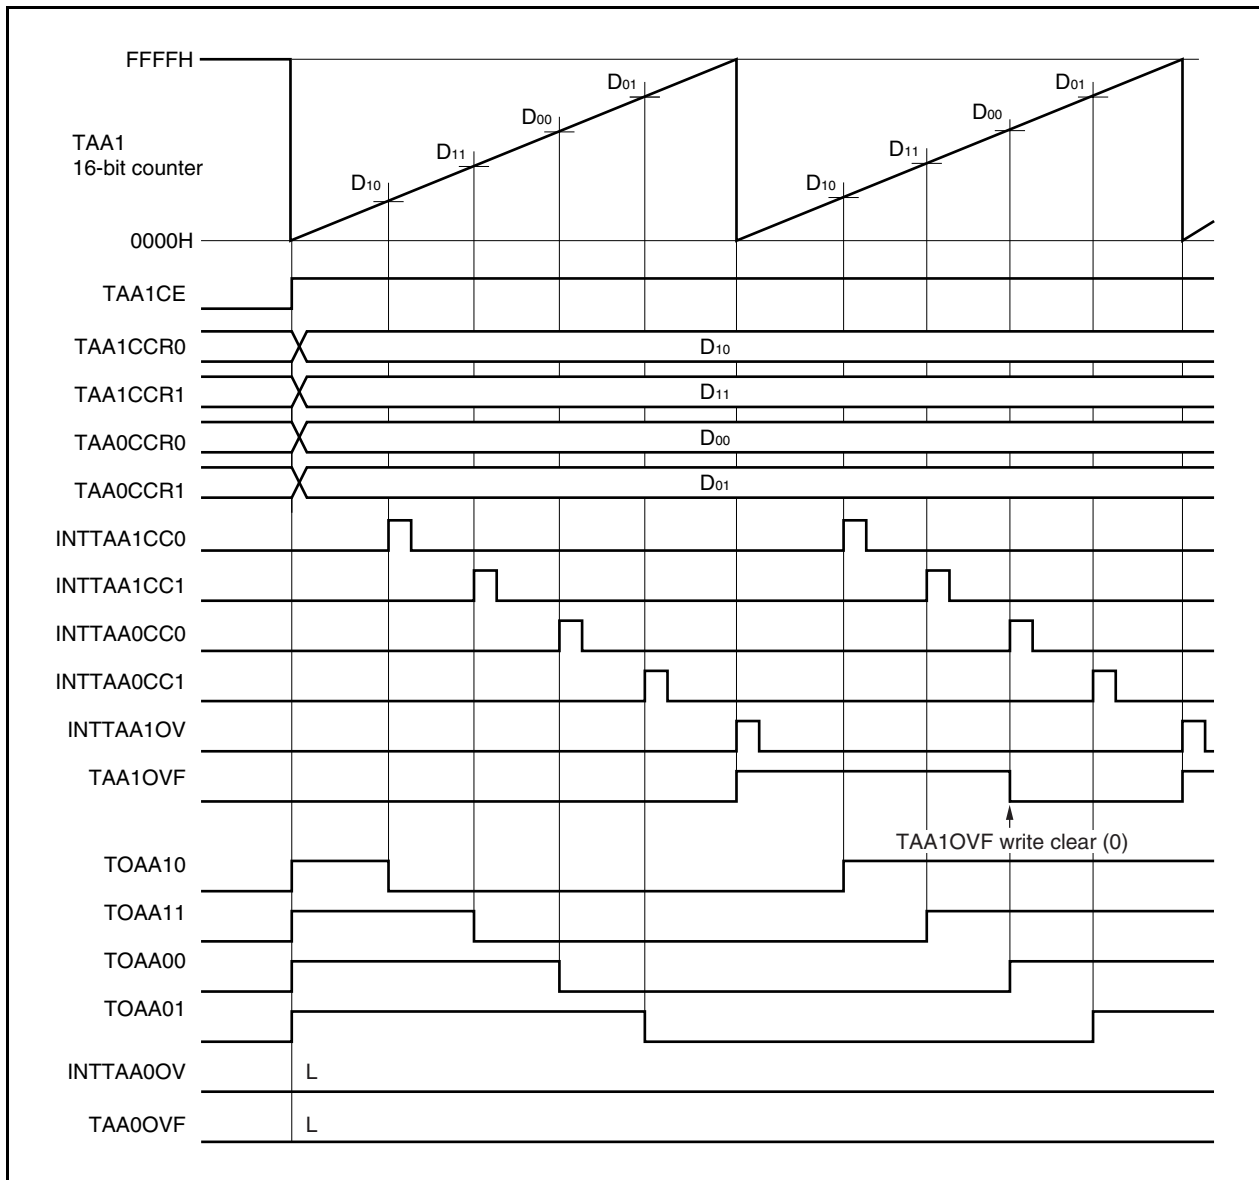 FFFFH
D01 D01
D00 D00
TAA1
16-bit counter
D11 D11
D10 D10
0000H
TAA1CE
TAA1CCR0 D10
TAA1CCR1 D11
TAA0CCR0 D00
TAA0CCR1 D01
INTTAA1CC0
INTTAA1CC1
INTTAA0CC0
INTTAA0CC1
INTTAA1OV
TAA1OVF
TAA1OVF write clear (0)
TOAA10
TOAA11
TOAA00
TOAA01
INTTAA0OV L
TAA0OVF L